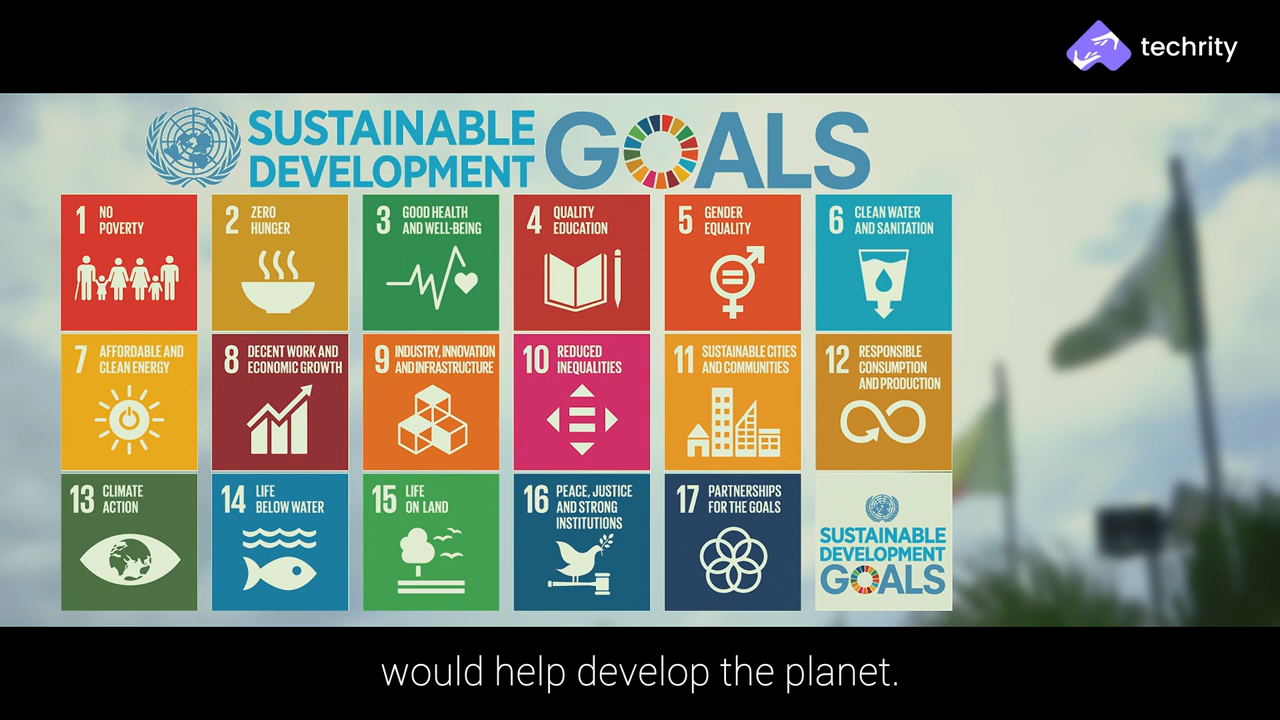 techrity
SUSTAINABLE
DEVELOPMENT
GOALS
1 NO
POVERTY
2 ZERO
HUNGER
3 GOOD HEALTH
AND WELL-BEING
4 QUALITY
EDUCATION
5 GENDER
EQUALITY
6 CLEAN WATER
AND SANITATION
7 AFFORDABLE AND
CLEAN ENERGY
8 DECENT WORK AND
ECONOMIC GROWTH
9 INDUSTRY, INNOVATION
AND INFRASTRUCTURE
10 REDUCED
INEQUALITIES
11 SUSTAINABLE CITIES
AND COMMUNITIES
12 RESPONSIBLE
CONSUMPTION
AND PRODUCTION
13 CLIMATE
ACTION
14 LIFE
BELOW WATER
15 LIFE
ON LAND
16 PEACE, JUSTICE
AND STRONG
INSTITUTIONS
17 PARTNERSHIPS
FOR THE GOALS
SUSTAINABLE
DEVELOPMENT
GOALS
would help develop the planet.